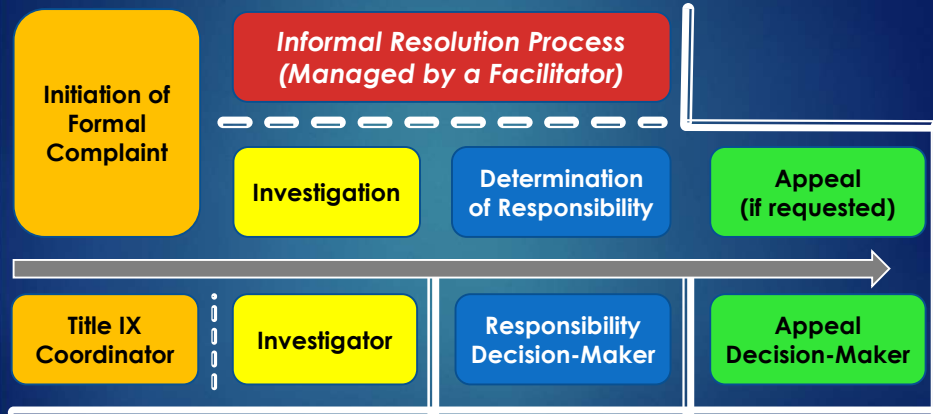 Initiation of
Formal
Complaint
Informal Resolution Process
(Managed by a Facilitator)
Investigation
Determination
of Responsibility
Appeal
(if requested)
Title IX
Coordinator
Investigator
Responsibility
Decision-Maker
Appeal
Decision-Maker